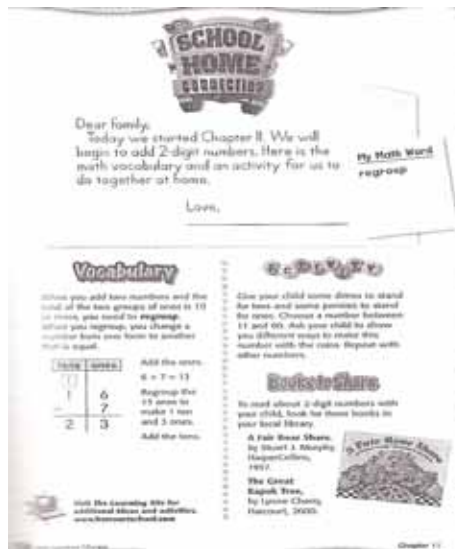 SCHOOL
HOME
CONNECTION
Dear Family,
Today we started Chapter 11. We will
begin to add 2-digit numbers. Here is the
math vocabulary and an activity for us to
do together at home.
Love,
My Math Word
regroup
Vocabulary
When you add two numbers and the
total of the two groups of ones is 10
or more, you need to regroup.
When you regroup, you change a
number from one form to another
that is equal.
tens ones
1
1 6
7
2 3
Add the ones.
6 + 7 = 13
Regroup the
13 ones to
make 1 ten
and 3 ones.
Add the tens.
Visit The Learning Site for
additional ideas and activities.
www.harcourtschool.com
ACTIVITY
Give your child some dimes to stand
for tens and some pennies to stand
for ones. Choose a number between
11 and 60. Ask your child to show
you different ways to make this
number with the coins. Repeat with
other numbers.
Books to Share
To read about 2-digit numbers with
your child, look for these books in
your local library.
A Fair Bear Share,
by Stuart J. Murphy,
HarperCollins,
1997.
The Great
Kapok Tree,
by Lynne Cherry,
Harcourt, 2000.
A Fair Bear Share
Chapter 11